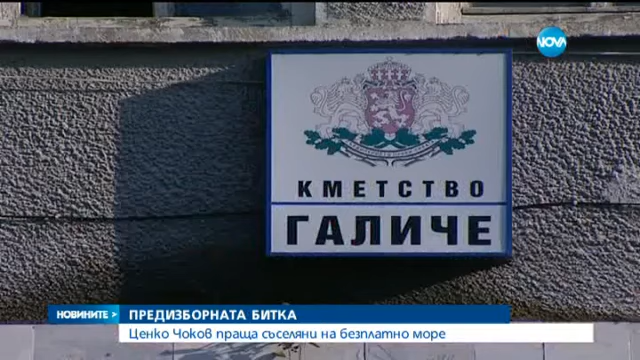 NOVA
КМЕТСТВО
ГАЛИЧЕ
НОВИНИТЕ
ПРЕДИЗБОРНАТА БИТКА
Ценко Чоков праща съселяни на безплатно море